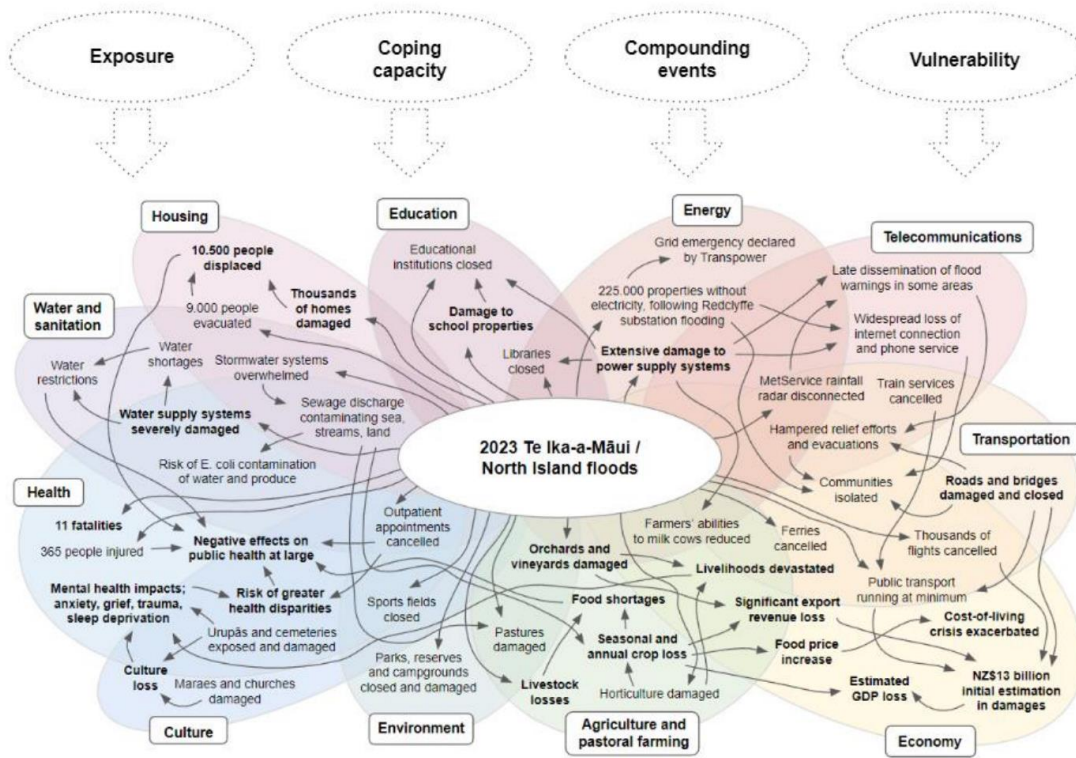 Exposure
Coping
capacity
Compounding
events
Vulnerability
Housing
Education
Energy
Telecommunications
10.500 people
displaced
9.000 people
evacuated
Thousands
of homes
damaged
Educational
institutions closed
Damage to
school properties
Libraries
closed
Grid emergency declared
by Transpower
225.000 properties without
electricity, following Redclyffe
substation flooding
Extensive damage to
power supply systems
Late dissemination of flood
warnings in some areas
Widespread loss of
internet connection
and phone service
MetService rainfall
radar disconnected
Water and
sanitation
Water
shortages
Water
restrictions
Stormwater systems
overwhelmed
Water supply systems
severely damaged
Sewage discharge
contaminating sea,
streams, land
Risk of E. coli contamination
of water and produce
2023 Te Ika-a-Māui /
North Island floods
Train services
cancelled
Hampered relief efforts
and evacuations
Transportation
Communities
isolated
Roads and bridges
damaged and closed
Ferries
cancelled
Thousands of
flights cancelled
Public transport
running at minimum
Health
11 fatalities
365 people injured
Negative effects on
public health at large
Outpatient
appointments
cancelled
Mental health impacts;
anxiety, grief, trauma,
sleep deprivation
Risk of greater
health disparities
Urupās and cemeteries
exposed and damaged
Culture
loss
Maraes and churches
damaged
Culture
Sports fields
closed
Parks, reserves
and campgrounds
closed and damaged
Pastures
damaged
Environment
Orchards and
vineyards damaged
Farmers' abilities
to milk cows reduced
Livelihoods devastated
Food shortages
Seasonal and
annual crop loss
Livestock
losses
Horticulture damaged
Agriculture and
pastoral farming
Significant export
revenue loss
Food price
increase
Cost-of-living
crisis exacerbated
Estimated
GDP loss
NZ$13 billion
initial estimation
in damages
Economy